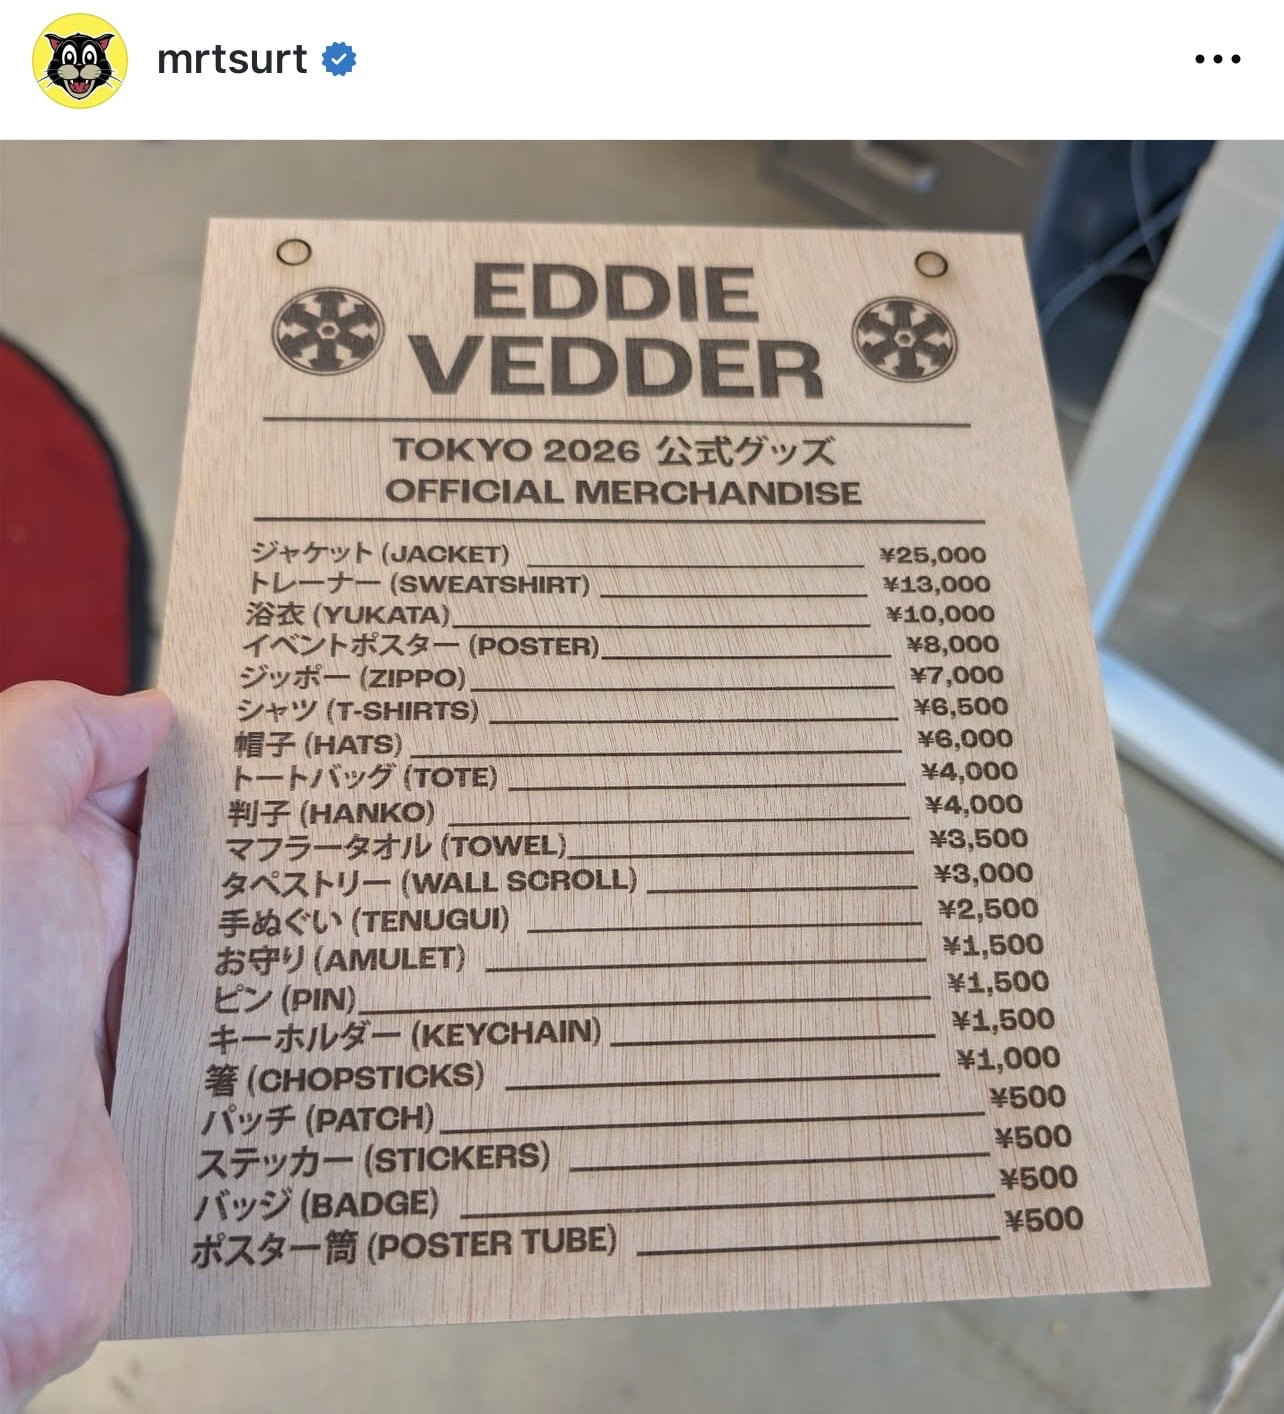 mrtsurt
EDDIE
VEDDER
TOKYO 2026 公式グッズ
OFFICIAL MERCHANDISE
ジャケット (JACKET) ¥25,000
トレーナー (SWEATSHIRT) ¥13,000
浴衣 (YUKATA) ¥10,000
イベントポスター (POSTER) ¥8,000
ジッポー (ZIPPO) ¥7,000
シャツ (T-SHIRTS) ¥6,500
帽子 (HATS) ¥6,000
トートバッグ (TOTE) ¥4,000
判子 (HANKO) ¥4,000
マフラータオル (TOWEL) ¥3,500
タペストリー (WALL SCROLL) ¥3,000
手ぬぐい (TENUGUI) ¥2,500
お守り (AMULET) ¥1,500
ピン (PIN) ¥1,500
キーホルダー (KEYCHAIN) ¥1,500
箸 (CHOPSTICKS) ¥1,000
パッチ (PATCH) ¥500
ステッカー (STICKERS) ¥500
バッジ (BADGE) ¥500
ポスター筒 (POSTER TUBE) ¥500